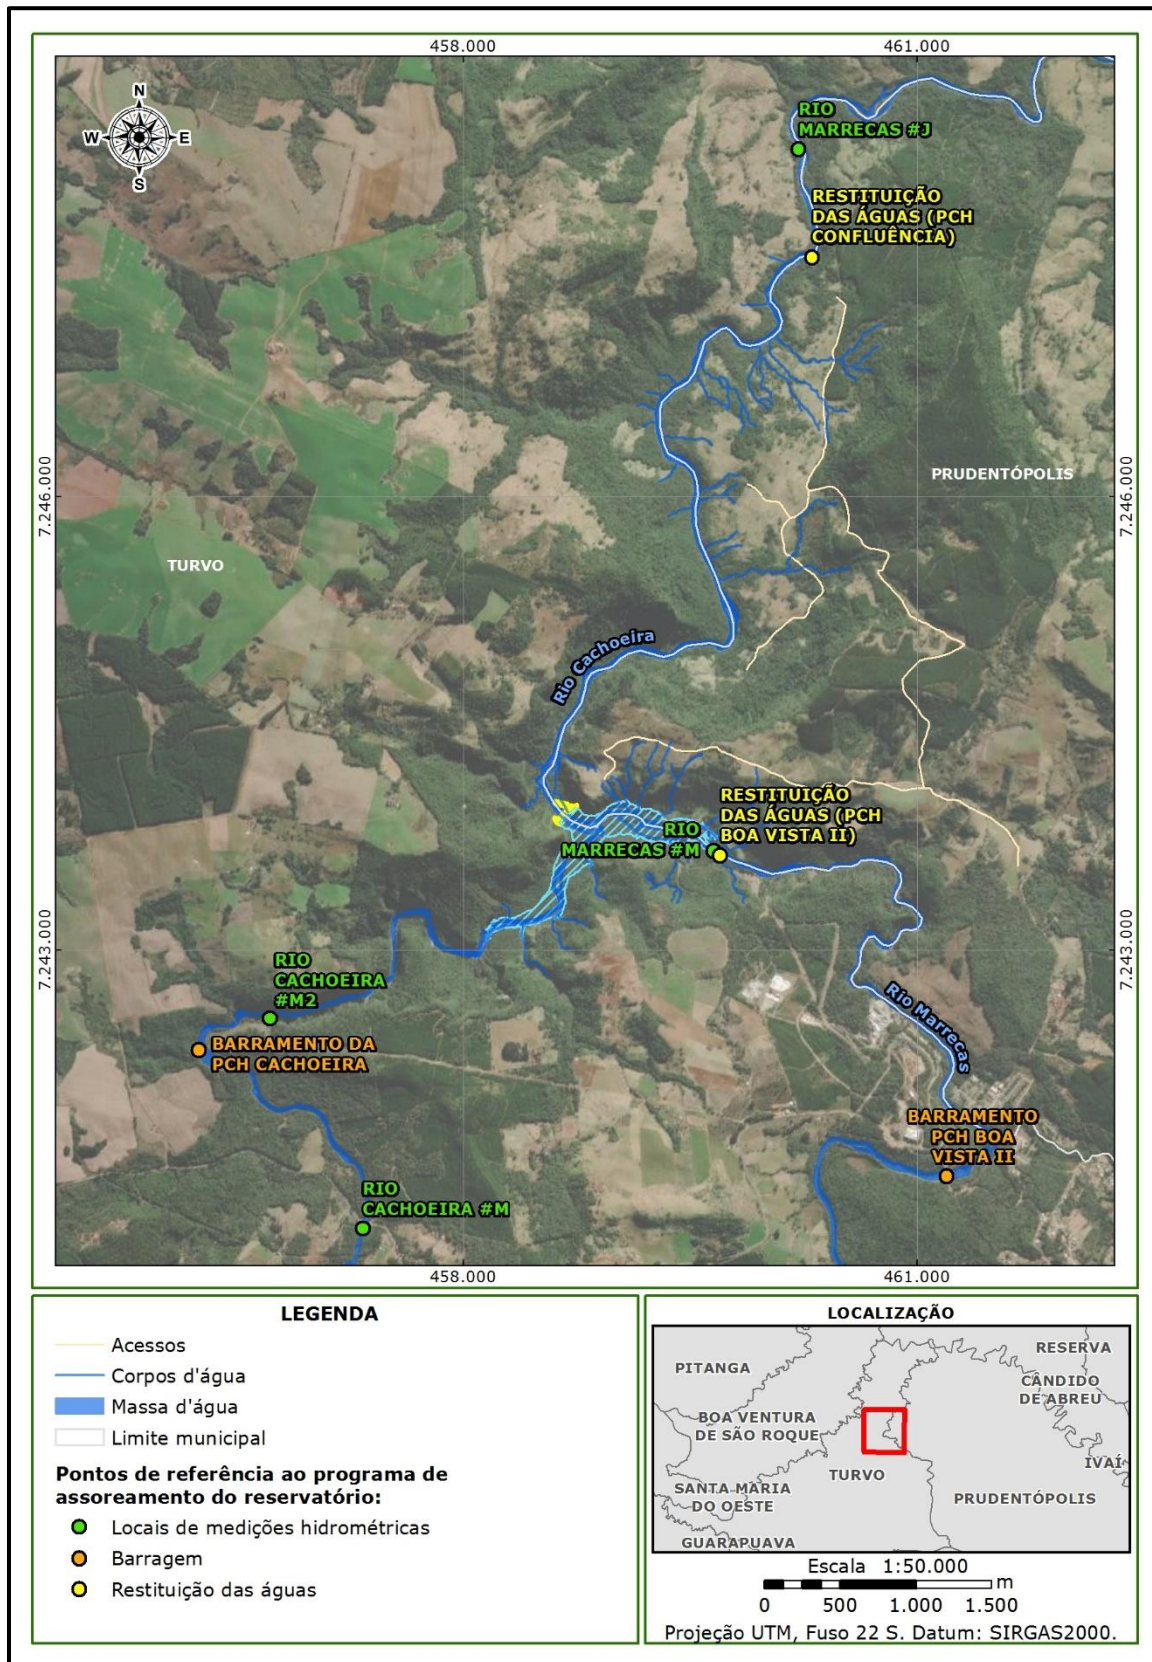 458.000
461.000
N
W
E
S
RIO
MARRECAS #J
RESTITUIÇÃO
DAS ÁGUAS (PCH
CONFLUÊNCIA)
7.246.000
7.246.000
PRUDENTÓPOLIS
TURVO
Rio Cachoeira
RESTITUIÇÃO
DAS ÁGUAS (PCH
BOA VISTA II)
RIO
MARRECAS #M
7.243.000
7.243.000
RIO
CACHOEIRA
#M2
Rio Marrecas
BARRAMENTO DA
PCH CACHOEIRA
BARRAMENTO
PCH BOA
VISTA II
RIO
CACHOEIRA #M
458.000
461.000
LEGENDA
Acessos
Corpos d'água
Massa d'água
Limite municipal
Pontos de referência ao programa de
assoreamento do reservatório:
Locais de medições hidrométricas
Barragem
Restituição das águas
LOCALIZAÇÃO
RESERVA
PITANGA
CÂNDIDO
DE ABREU
BOA VENTURA
DE SÃO ROQUE
IVAÍ
TURVO
SANTA MARIA
DO OESTE
PRUDENTÓPOLIS
GUARAPUAVA
Escala 1:50.000
m
0 500 1.000 1.500
Projeção UTM, Fuso 22 S. Datum: SIRGAS2000.